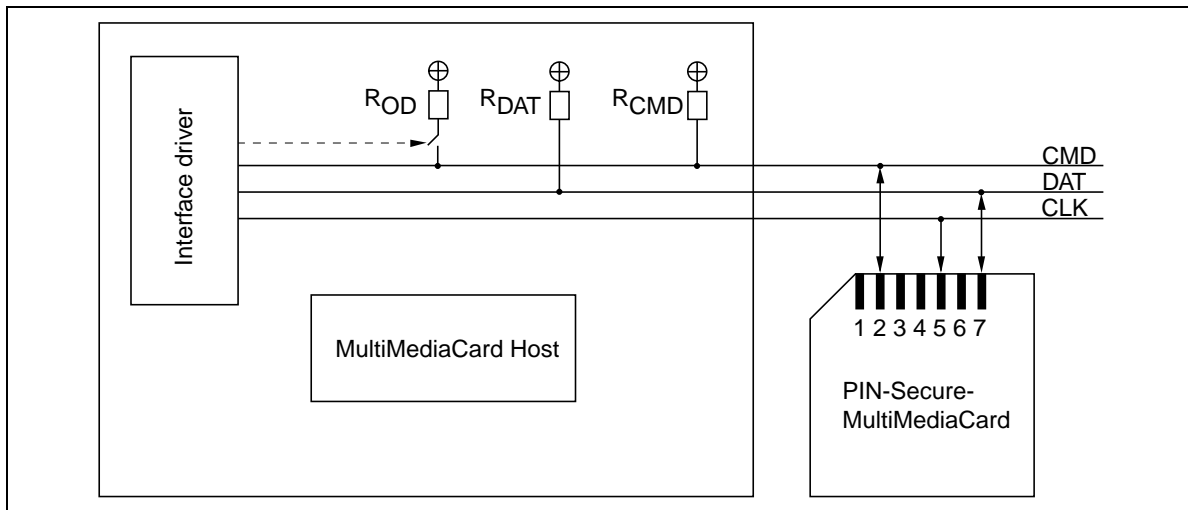 R_OD R_DAT R_CMD
Interface driver
CMD
DAT
CLK
MultiMediaCard Host
1 2 3 4 5 6 7
PIN-Secure-
MultiMediaCard